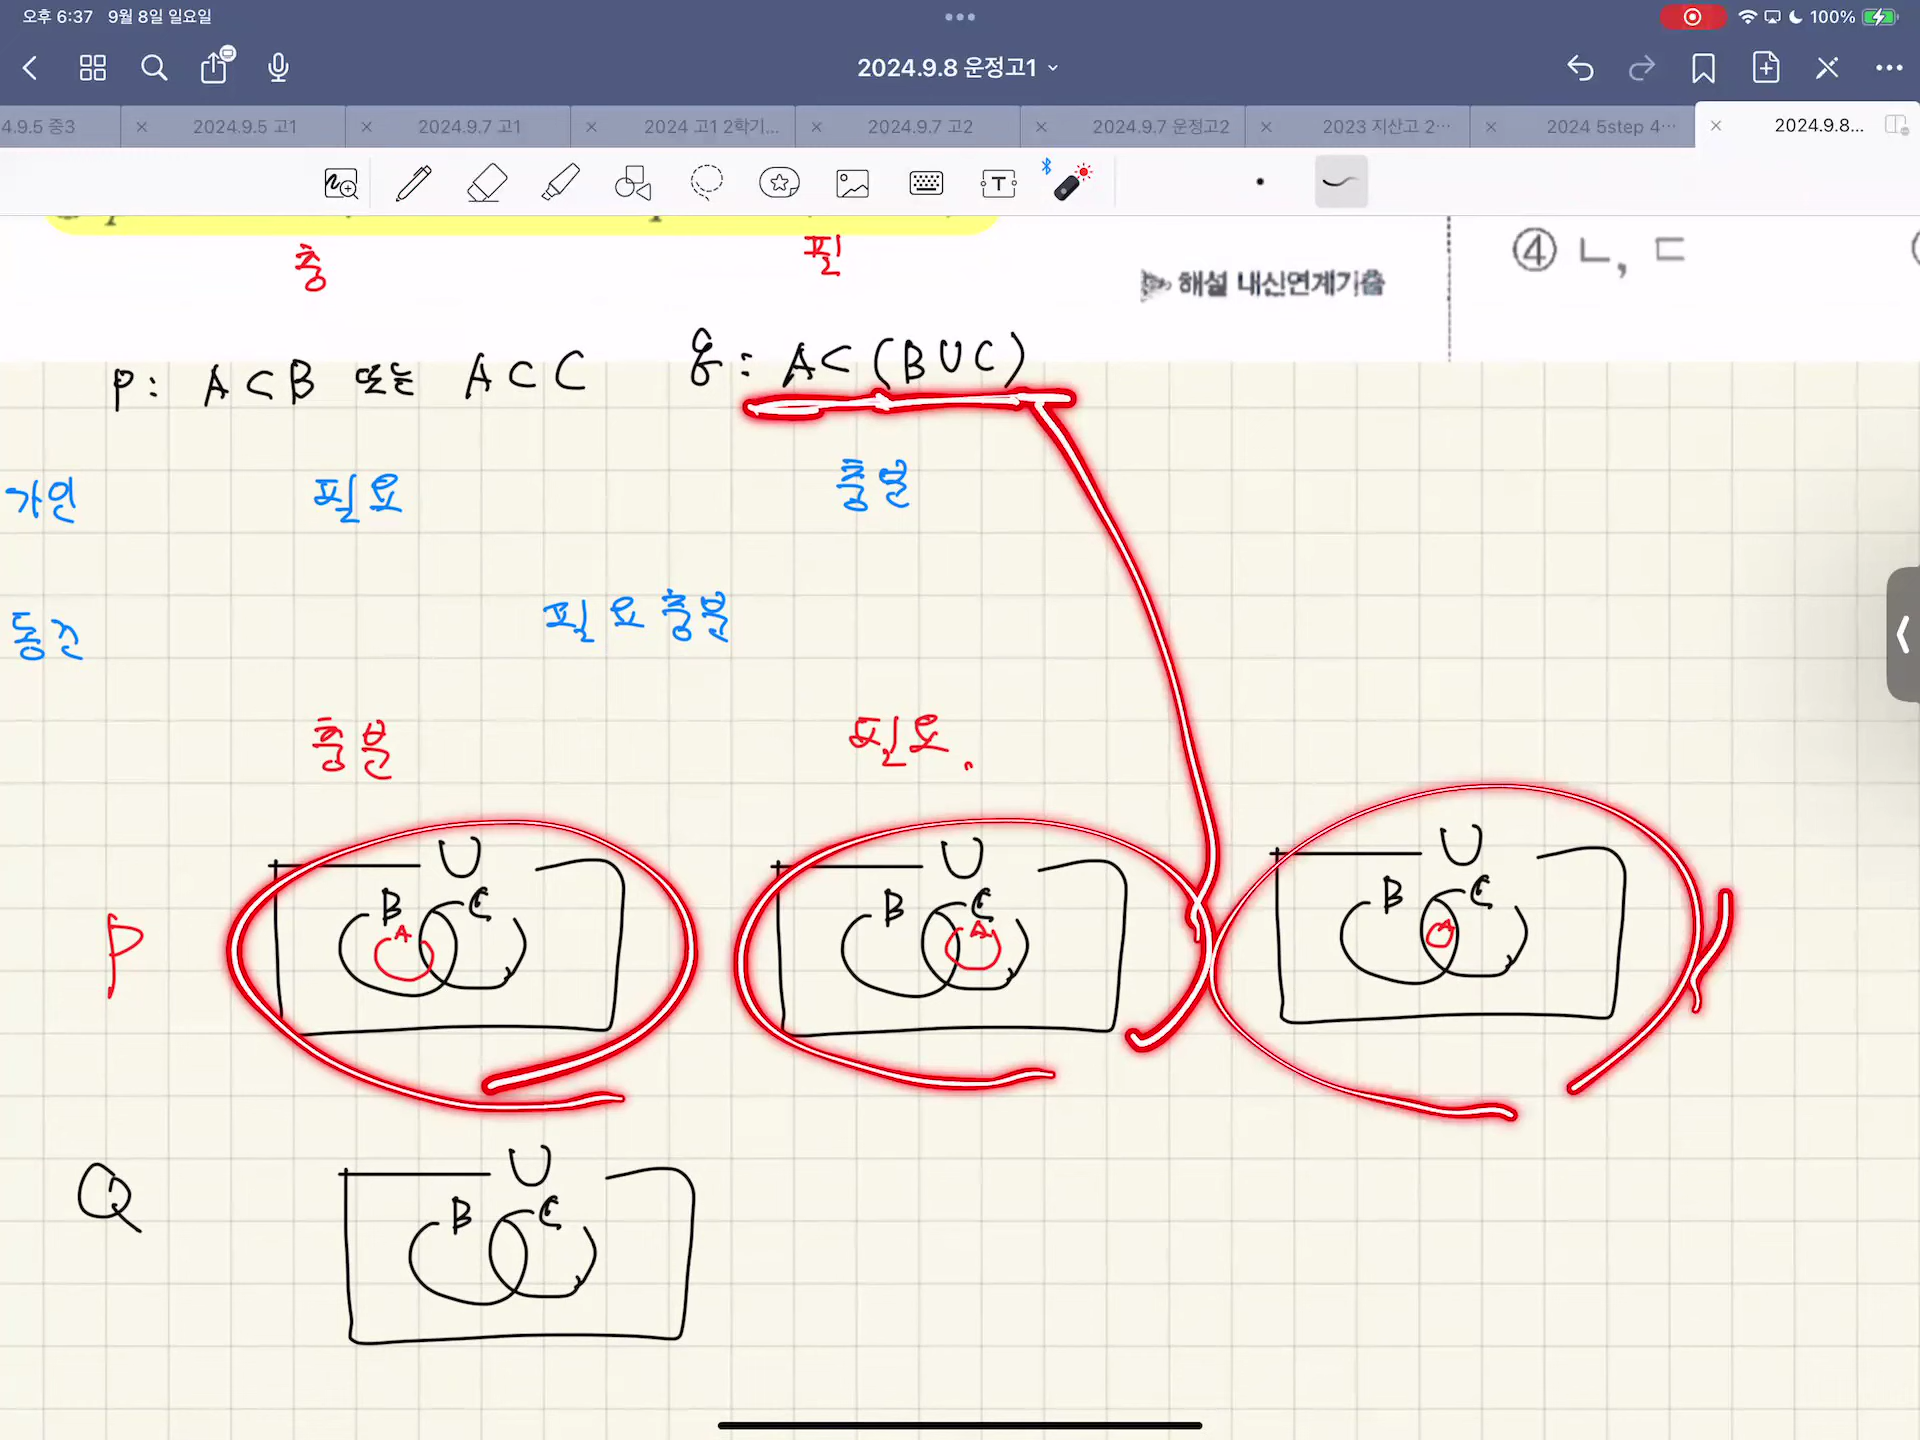 오후 6:37 9월 8일 일요일
100%
2024.9.8 운정고1
4.9.5 중3
2024.9.5 고1
2024.9.7 고1
2024 고1 2학기...
2024.9.7 고2
2024.9.7 운정고2
2023 지산고 2...
2024 5step 4...
2024.9.8...
충 필
④ ㄴ, ㄷ
해설 내신연계기출
p: A⊂B 또는 A⊂C
q: A⊂(B∪C)
가인 필요 충분
동준 필요충분
충분 필요.
P
U B C A
U B C A
U B C A
Q
U B C